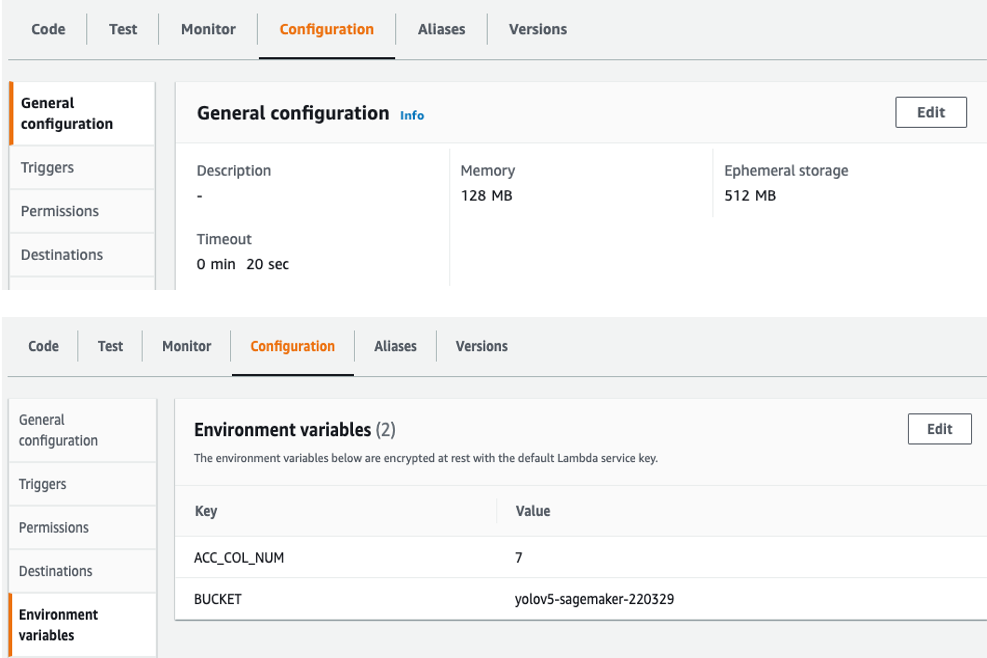 Code Test Monitor Configuration Aliases Versions
General
configuration
Triggers
Permissions
Destinations
General configuration Info
Edit
Description
-
Memory
128 MB
Ephemeral storage
512 MB
Timeout
0 min 20 sec
Code Test Monitor Configuration Aliases Versions
General
configuration
Triggers
Permissions
Destinations
Environment
variables
Environment variables (2)
Edit
The environment variables below are encrypted at rest with the default Lambda service key.
Key Value
ACC_COL_NUM 7
BUCKET yolov5-sagemaker-220329